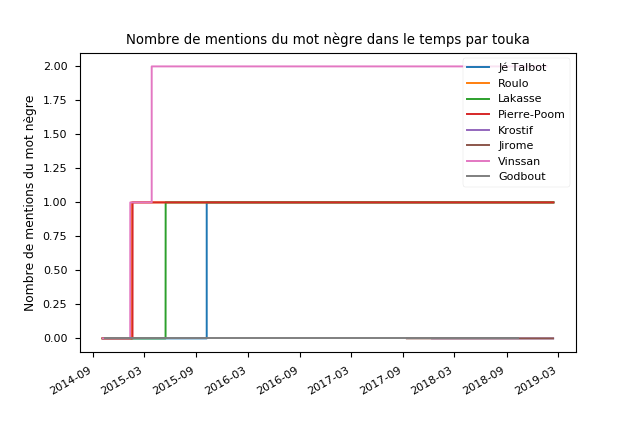 Nombre de mentions du mot nègre dans le temps par touka
Nombre de mentions du mot nègre
2.00
1.75
1.50
1.25
1.00
0.75
0.50
0.25
0.00
2014-09
2015-03
2015-09
2016-03
2016-09
2017-03
2017-09
2018-03
2018-09
2019-03
Jé Talbot
Roulo
Lakasse
Pierre-Poom
Krostif
Jirome
Vinssan
Godbout